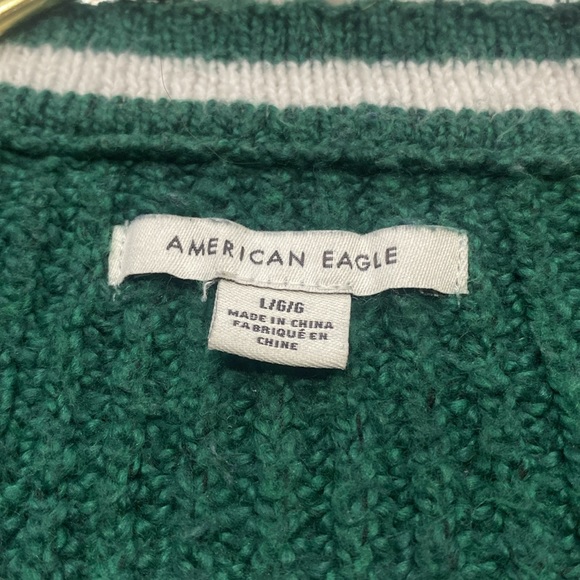 AMERICAN EAGLE
L/G/G
MADE IN CHINA
FABRIQUÉ EN
CHINE